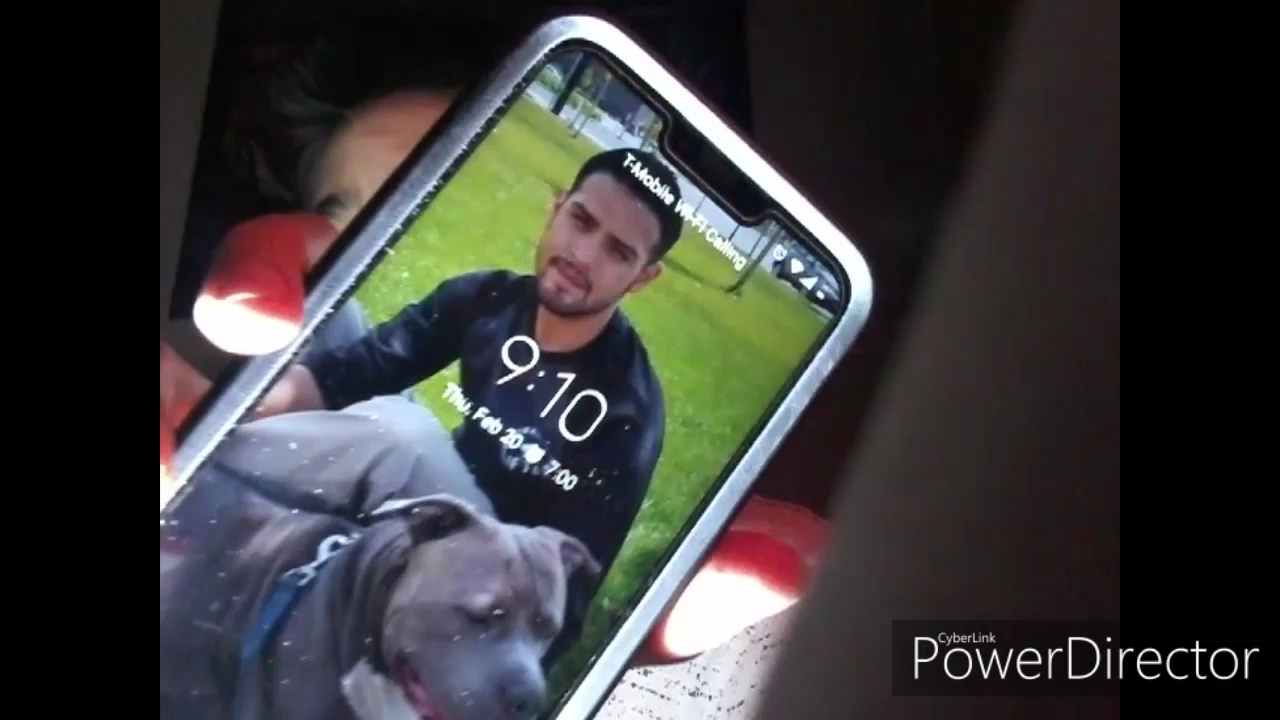 T-Mobile Wi-Fi Calling
9:10
Thu, Feb 20 7:00
CyberLink
PowerDirector